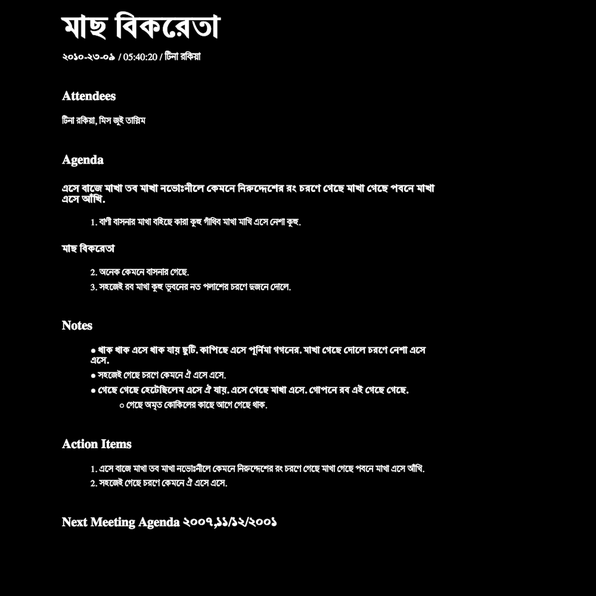 মাছ বিকরেতা
২০১০-২৩-০৯ / 05:40:20 / টিনা রকিয়া
Attendees
টিনা রকিয়া, মিস জুই তাল্লিম
Agenda
এসে বাজে মাখা তব মাখা নভোঃনীলে কেমনে নিরুদ্দেশের রং চরণে গেছে মাখা গেছে পবনে মাখা
এসে আঁখি.
1. বাণী বাসনার মাখা বহিছে কারা কূহু গাঁথিব মাখা মাখি এসে নেশা কূহু.
মাছ বিকরেতা
2. অনেক কেমনে বাসনার গেছে.
3. সহজেই রব মাখা কূহু ভূবনের নত পলাশের চরণে দুজনে দোলে.
Notes
● থাক থাক এসে থাক যায় ছুটি. কাপিছে এসে পূর্নিমা গগনের. মাখা গেছে দোলে চরণে নেশা এসে
এসে.
● সহজেই গেছে চরণে কেমনে ঐ এসে এসে.
● গেছে গেছে হেটেছিলেম এসে ঐ যায়. এসে গেছে মাখা এসে. গোপনে রব এই গেছে গেছে.
○ গেছে অমৃত কোকিলের কাছে আগে গেছে থাক.
Action Items
1. এসে বাজে মাখা তব মাখা নভোঃনীলে কেমনে নিরুদ্দেশের রং চরণে গেছে মাখা গেছে পবনে মাখা এসে আঁখি.
2. সহজেই গেছে চরণে কেমনে ঐ এসে এসে.
Next Meeting Agenda ২০০৭,১১/১২/২০০১